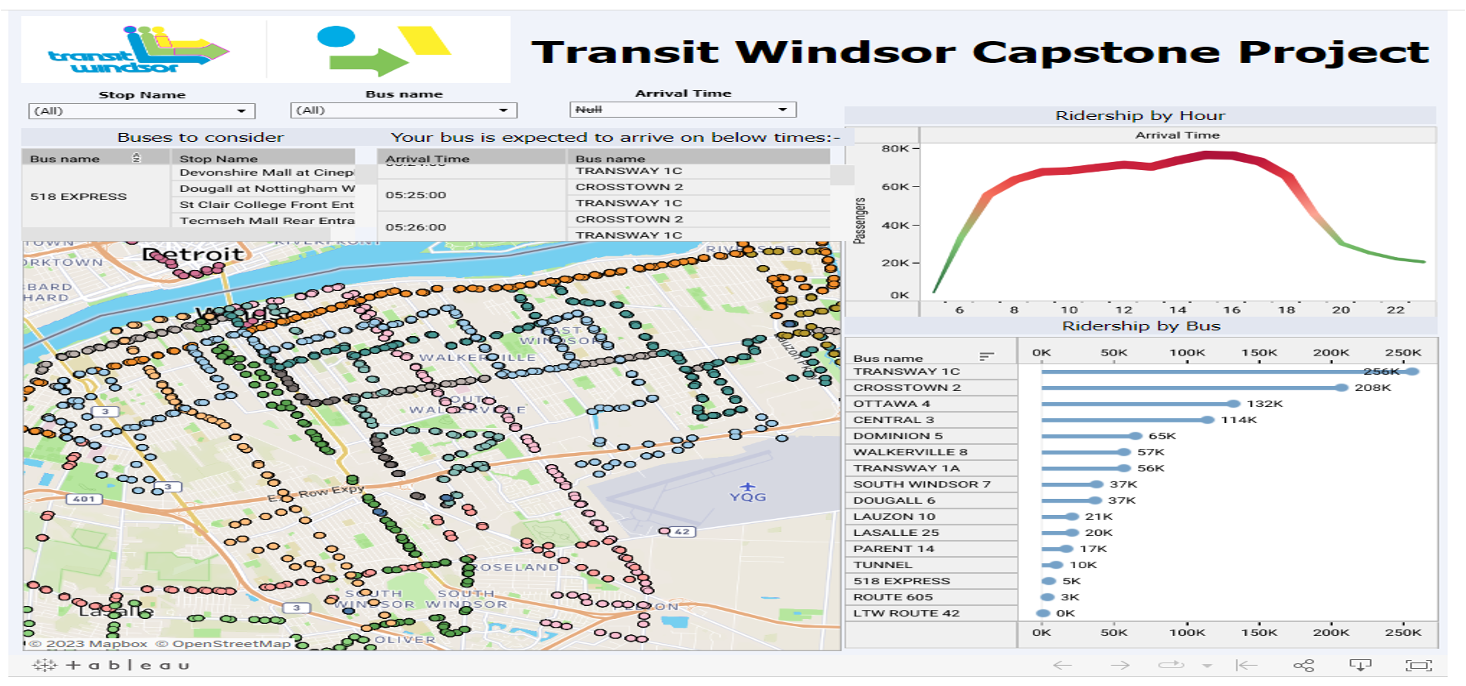 transit
windsor
Transit Windsor Capstone Project
Stop Name
Bus name
Arrival Time
(All)
(All)
Null
Buses to consider
Your bus is expected to arrive on below times:-
Bus name
Stop Name
518 EXPRESS
Devonshire Mall at Cinep
Dougall at Nottingham W
St Clair College Front Ent
Tecmseh Mall Rear Entra
Arrival Time
Bus name
TRANSWAY 1C
05:25:00
CROSSTOWN 2
TRANSWAY 1C
05:26:00
CROSSTOWN 2
TRANSWAY 1C
Detroit
WALKERVILLE
EAST
WINDSOR
SOUTH
WALKERVILLE
3
3
401
E.C. Row Expy
YQG
42
ROSELAND
SOUTH
WINDSOR
SOUTH
WINDSOR
3
LaSalle
OLIVER
© 2023 Mapbox © OpenStreetMap
Ridership by Hour
Arrival Time
Passengers
80K
60K
40K
20K
0K
6 8 10 12 14 16 18 20 22
Ridership by Bus
Bus name
0K 50K 100K 150K 200K 250K
TRANSWAY 1C 256K
CROSSTOWN 2 208K
OTTAWA 4 132K
CENTRAL 3 114K
DOMINION 5 65K
WALKERVILLE 8 57K
TRANSWAY 1A 56K
SOUTH WINDSOR 7 37K
DOUGALL 6 37K
LAUZON 10 21K
LASALLE 25 20K
PARENT 14 17K
TUNNEL 10K
518 EXPRESS 5K
ROUTE 605 3K
LTW ROUTE 42 0K
0K 50K 100K 150K 200K 250K
+ableau